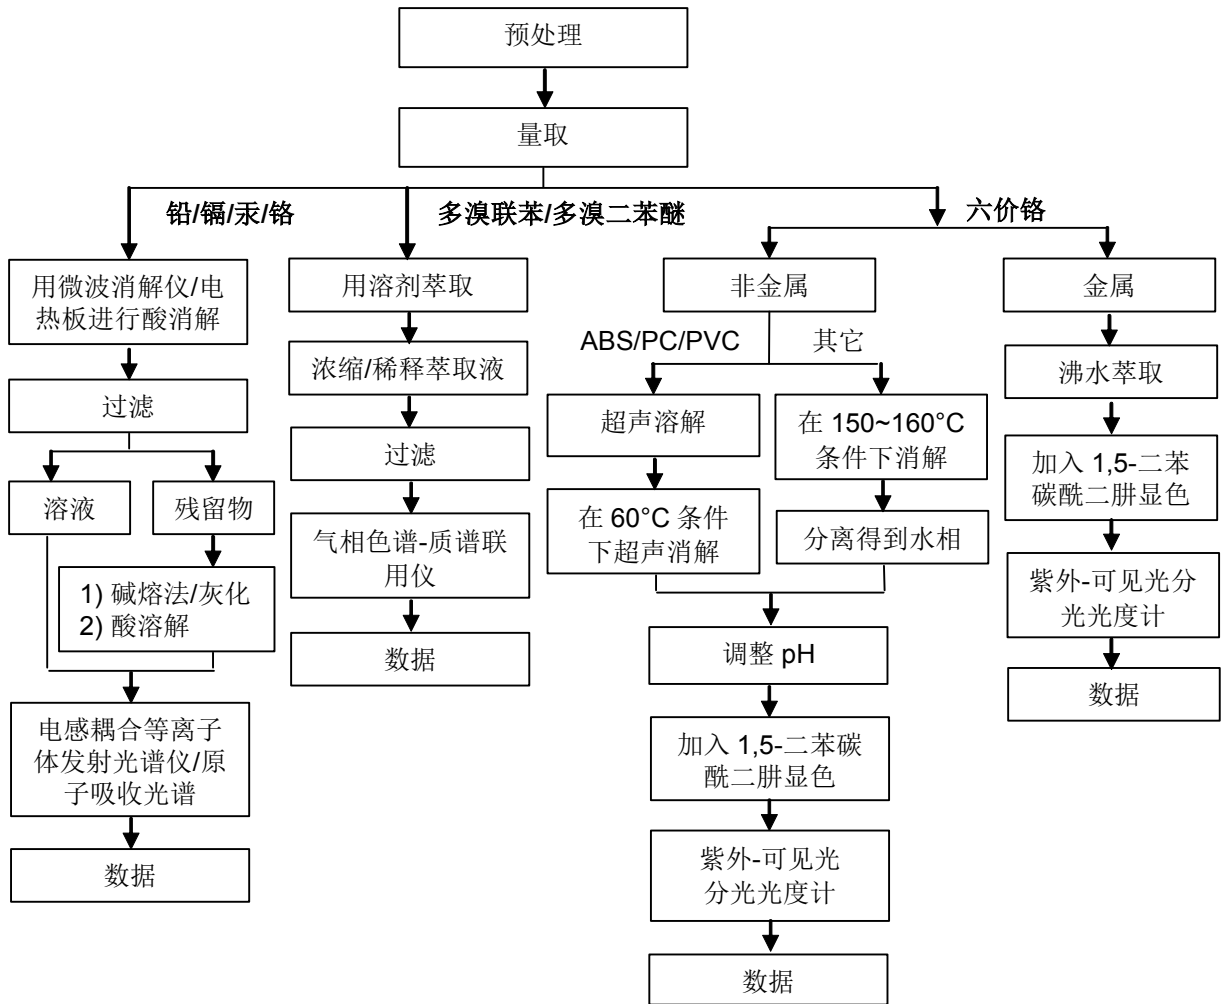 预处理
量取
铅/镉/汞/铬
多溴联苯/多溴二苯醚
六价铬
用微波消解仪/电
热板进行酸消解
过滤
溶液
残留物
1) 碱熔法/灰化
2) 酸溶解
电感耦合等离子
体发射光谱仪/原
子吸收光谱
数据
用溶剂萃取
浓缩/稀释萃取液
过滤
气相色谱-质谱联
用仪
数据
非金属
ABS/PC/PVC
其它
超声溶解
在 60°C 条件
下超声消解
在 150~160°C
条件下消解
分离得到水相
调整 pH
加入 1,5-二苯碳
酰二肼显色
紫外-可见光
分光光度计
数据
金属
沸水萃取
加入 1,5-二苯
碳酰二肼显色
紫外-可见光分
光光度计
数据